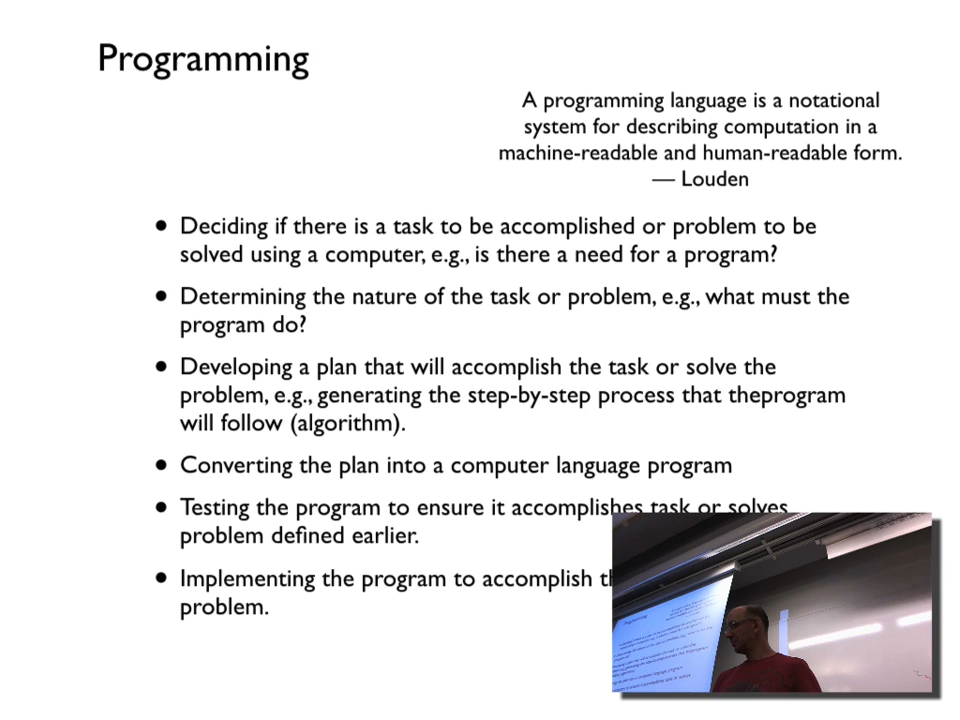 Programming
A programming language is a notational
system for describing computation in a
machine-readable and human-readable form.
— Louden
• Deciding if there is a task to be accomplished or problem to be
solved using a computer, e.g., is there a need for a program?
• Determining the nature of the task or problem, e.g., what must the
program do?
• Developing a plan that will accomplish the task or solve the
problem, e.g., generating the step-by-step process that theprogram
will follow (algorithm).
• Converting the plan into a computer language program
• Testing the program to ensure it accomplishes task or solves
problem defined earlier.
• Implementing the program to accomplish
problem.
Programming